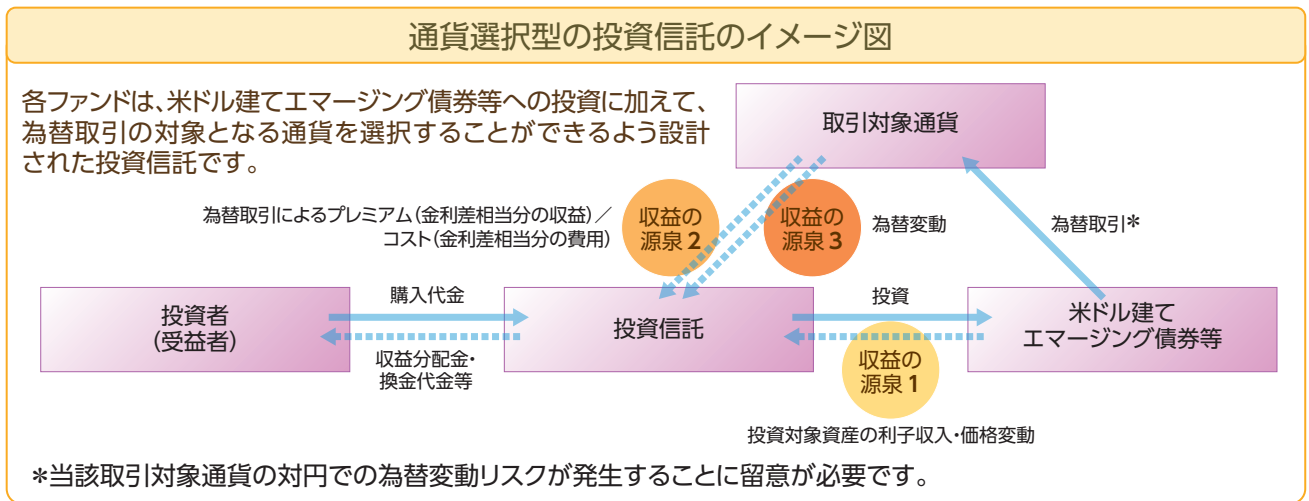 通貨選択型の投資信託のイメージ図
各ファンドは、米ドル建てエマージング債券等への投資に加えて、
為替取引の対象となる通貨を選択することができるよう設計
された投資信託です。
取引対象通貨
為替取引によるプレミアム(金利差相当分の収益)／
コスト(金利差相当分の費用)
収益の
源泉 2
収益の
源泉 3
為替変動
為替取引＊
投資者
(受益者)
購入代金
収益分配金・
換金代金等
投資信託
投資
収益の
源泉 1
米ドル建て
エマージング債券等
投資対象資産の利子収入・価格変動
＊当該取引対象通貨の対円での為替変動リスクが発生することに留意が必要です。